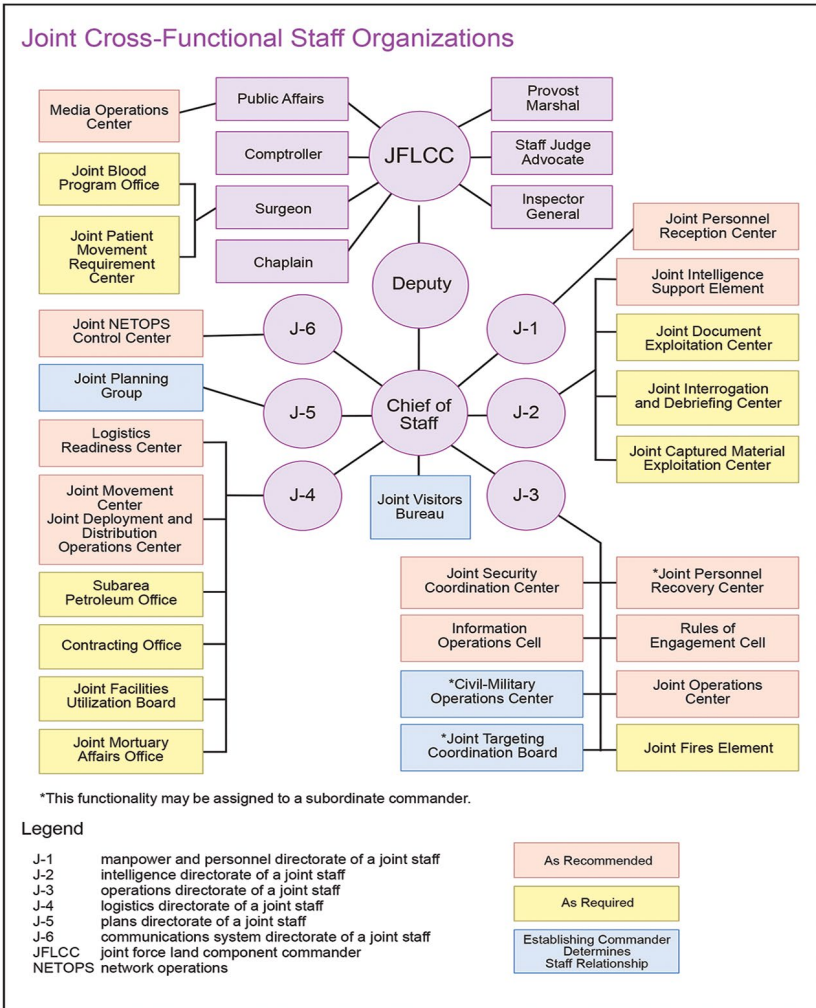 Joint Cross-Functional Staff Organizations
Media Operations
Center
Public Affairs
JFLCC
Provost
Marshal
Joint Blood
Program Office
Comptroller
Staff Judge
Advocate
Joint Patient
Movement
Requirement
Center
Surgeon
Inspector
General
Chaplain
Joint Personnel
Reception Center
Deputy
Joint Intelligence
Support Element
Joint NETOPS
Control Center
J-6
J-1
Joint Document
Exploitation Center
Joint Planning
Group
J-5
Chief of
Staff
J-2
Joint Interrogation
and Debriefing Center
Logistics
Readiness Center
Joint Captured Material
Exploitation Center
Joint Movement
Center
Joint Deployment and
Distribution
Operations Center
J-4
Joint Visitors
Bureau
J-3
Subarea
Petroleum Office
Joint Security
Coordination Center
*Joint Personnel
Recovery Center
Contracting Office
Information
Operations Cell
Rules of
Engagement Cell
Joint Facilities
Utilization Board
*Civil-Military
Operations Center
Joint Operations
Center
Joint Mortuary
Affairs Office
*Joint Targeting
Coordination Board
Joint Fires Element
*This functionality may be assigned to a subordinate commander.
Legend
J-1 manpower and personnel directorate of a joint staff
J-2 intelligence directorate of a joint staff
J-3 operations directorate of a joint staff
J-4 logistics directorate of a joint staff
J-5 plans directorate of a joint staff
J-6 communications system directorate of a joint staff
JFLCC joint force land component commander
NETOPS network operations
As Recommended
As Required
Establishing Commander
Determines
Staff Relationship